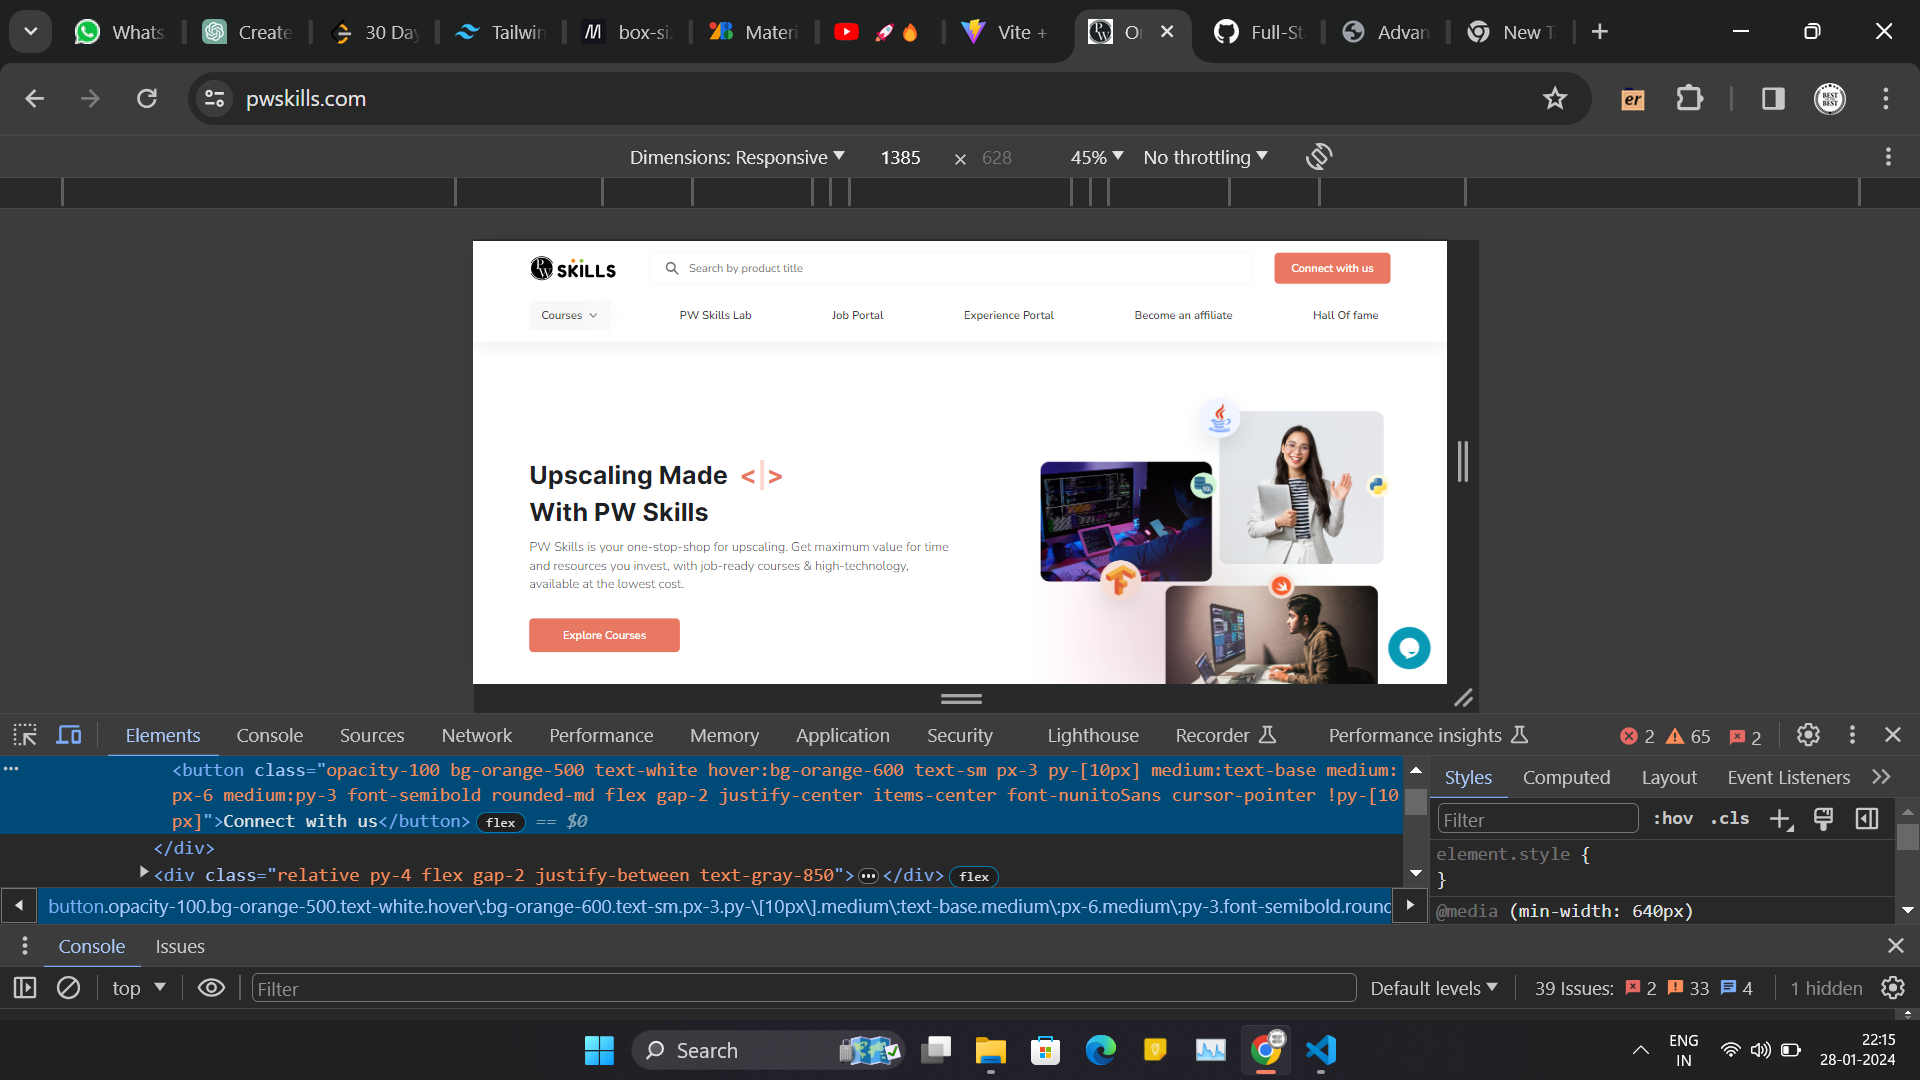 Whats
Create
30 Day
Tailwin
box-si
Materi
Vite +
O
Full-St
Advan
New T
pwskills.com
Dimensions: Responsive 1385 × 628 45% No throttling
PW SKILLS
Search by product title
Connect with us
Courses
PW Skills Lab
Job Portal
Experience Portal
Become an affiliate
Hall Of fame
Upscaling Made < | >
With PW Skills
PW Skills is your one-stop-shop for upscaling. Get maximum value for time
and resources you invest, with job-ready courses & high-technology,
available at the lowest cost.
Explore Courses
Elements Console Sources Network Performance Memory Application Security Lighthouse Recorder Performance insights 2 65 2
<button class="opacity-100 bg-orange-500 text-white hover:bg-orange-600 text-sm px-3 py-[10px] medium:text-base medium:
px-6 medium:py-3 font-semibold rounded-md flex gap-2 justify-center items-center font-nunitoSans cursor-pointer !py-[10
px]">Connect with us</button> flex == $0
</div>
<div class="relative py-4 flex gap-2 justify-between text-gray-850">…</div> flex
button.opacity-100.bg-orange-500.text-white.hover\:bg-orange-600.text-sm.px-3.py-\[10px\].medium\:text-base.medium\:px-6.medium\:py-3.font-semibold.rounc
Styles Computed Layout Event Listeners
Filter :hov .cls
element.style {
}
@media (min-width: 640px)
Console Issues
top Filter Default levels 39 Issues: 2 33 4 1 hidden
Search
ENG
IN
22:15
28-01-2024